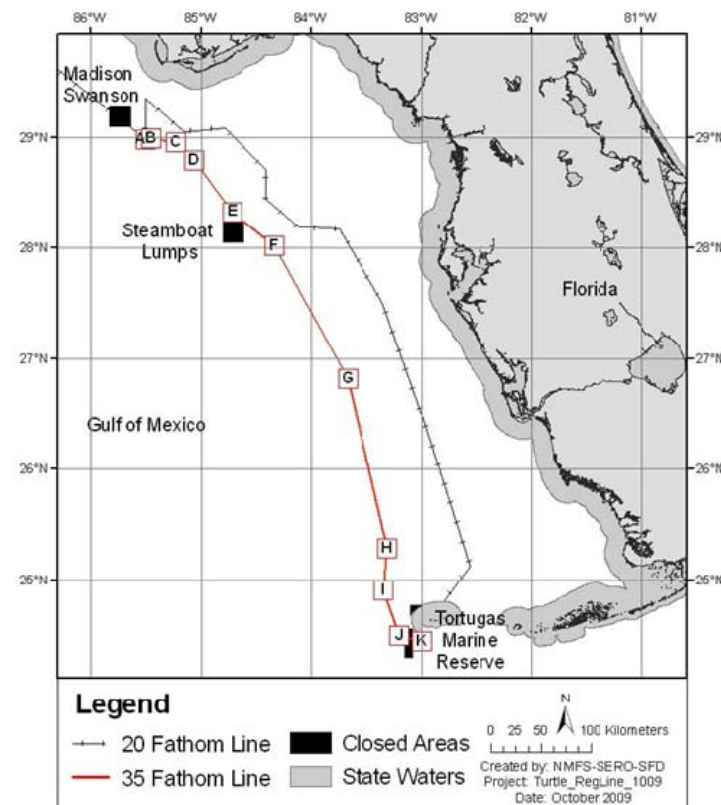 86°W 85°W 84°W 83°W 82°W 81°W
Madison
Swanson
29°N 29°N
A B C
D
E
Steamboat
Lumps
28°N F 28°N
Florida
27°N G 27°N
Gulf of Mexico
26°N 26°N
H
25°N I 25°N
Tortugas
J K Marine
Reserve
Legend
N
20 Fathom Line Closed Areas 0 25 50 100 Kilometers
35 Fathom Line State Waters
Created by: NMFS-SERO-SFD
Project: Turtle_RegLine_1009
Date: October 2009